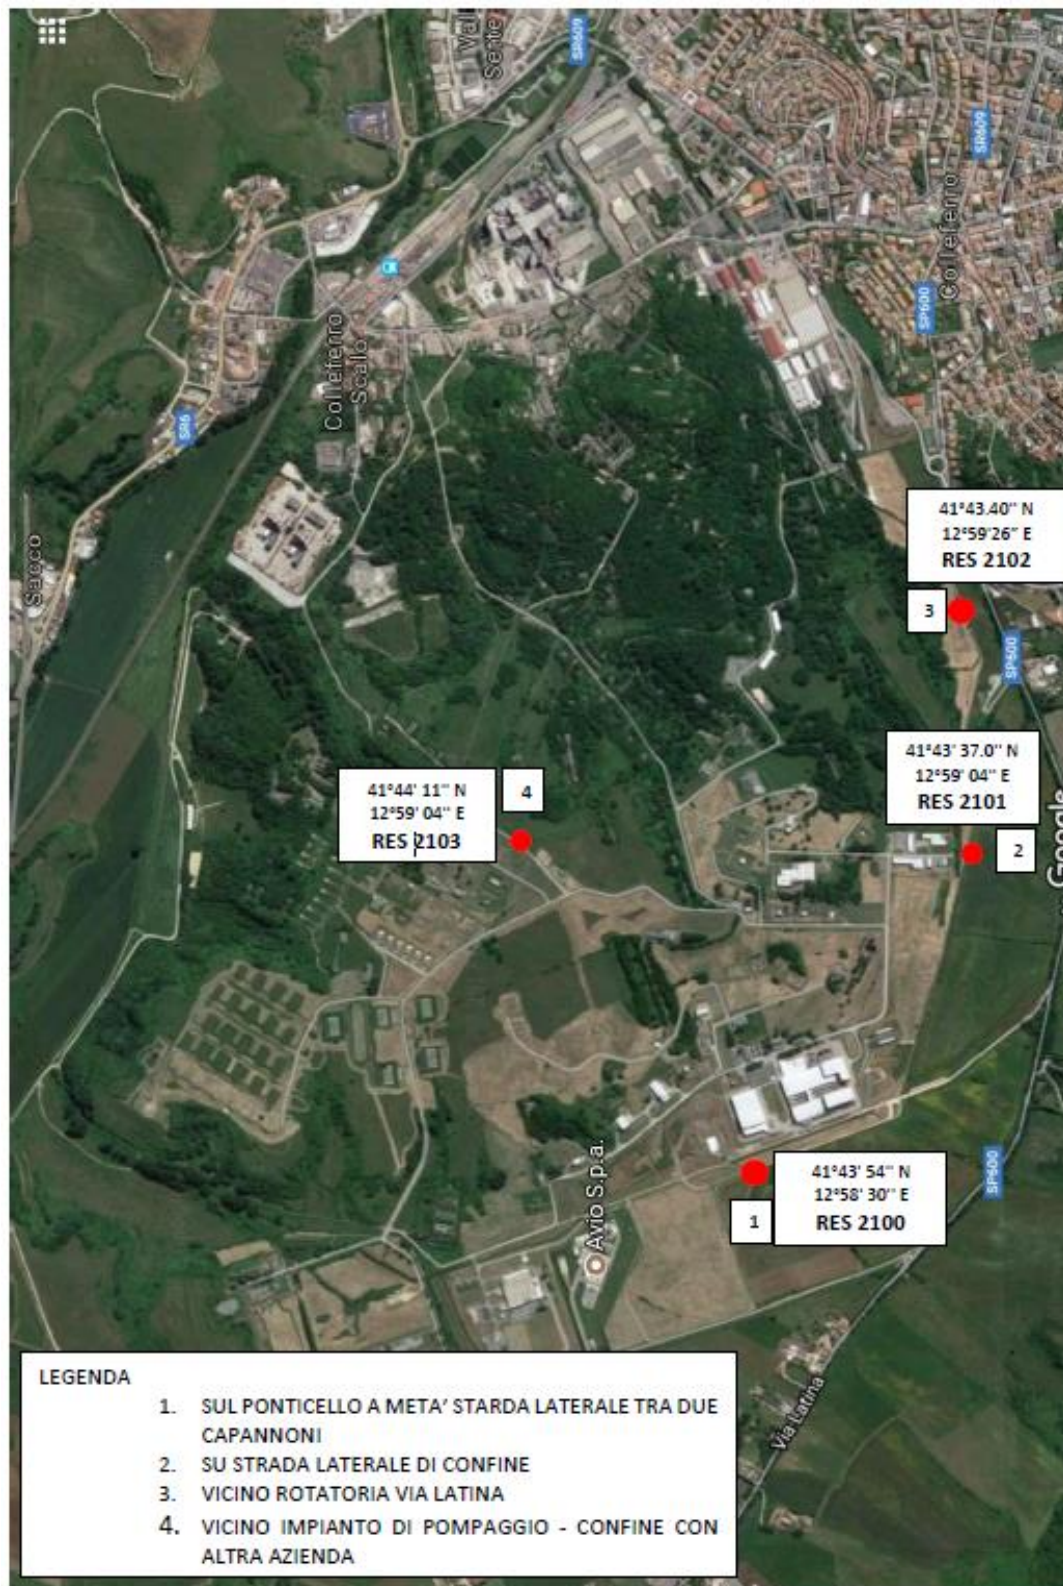 Val
Sentre
SR609
SR609
Colleferro
SP600
Colleferro
Scalo
SR6
Sacco
41°43.40'' N
12°59'26'' E
RES 2102
3
SP600
41°43' 37.0'' N
12°59' 04'' E
RES 2101
2
41°44' 11'' N
12°59' 04'' E
RES 2103
4
Google
Avio S.p.a.
41°43' 54'' N
12°58' 30'' E
RES 2100
1
SP600
Via Latina
LEGENDA
1. SUL PONTICELLO A META' STARDA LATERALE TRA DUE
CAPANNONI
2. SU STRADA LATERALE DI CONFINE
3. VICINO ROTATORIA VIA LATINA
4. VICINO IMPIANTO DI POMPAGGIO - CONFINE CON
ALTRA AZIENDA